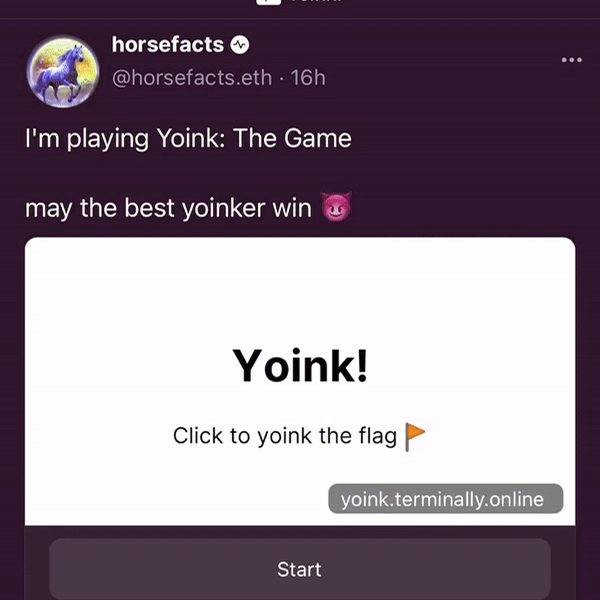 horsefacts
@horsefacts.eth · 16h
I'm playing Yoink: The Game
may the best yoinker win 😈
Yoink!
Click to yoink the flag 🚩
yoink.terminally.online
Start